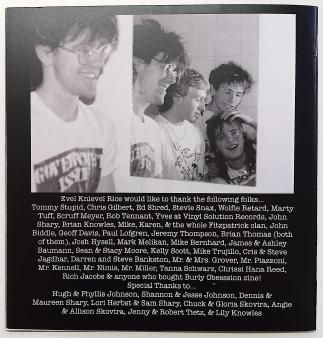 Evel Knievel Rice would like to thank the following folks...
Tommy Stupid, Chris Gilbert, Ed Shred, Stevie Snax, Wolfie Retard, Marty
Tuff, Scruff Meyer, Rob Tennant, Yves at Vinyl Solution Records, John
Shary, Brian Knowles, Mike, Karen, & the whole Fitzpatrick clan, John
Biddle, Geoff Davis, Paul Lofgren, Jeremy Thompson, Brian Thomas (both
of them), Josh Hysell, Mark Melikan, Mike Bernhard, James & Ashley
Baumann, Sean & Stacy Moore, Kelly Scott, Mike Trujillo, Cris & Steve
Jagdhar, Darren and Steve Bankston, Mr. & Mrs. Grover, Mr. Piazzoni,
Mr. Kennell, Mr. Nimis, Mr. Miller, Tanna Schwarz, Chrissi Hana Reed,
Rich Jacobs & anyone who bought Burly Obsession zine!
Special Thanks to...
Hugh & Phyllis Johnson, Shannon & Jesse Johnson, Dennis &
Maureen Shary, Lori Herbst & Sam Shary, Chuck & Gloria Skovira, Angie
& Allison Skovira, Jenny & Robert Tietz, & Lily Knowles